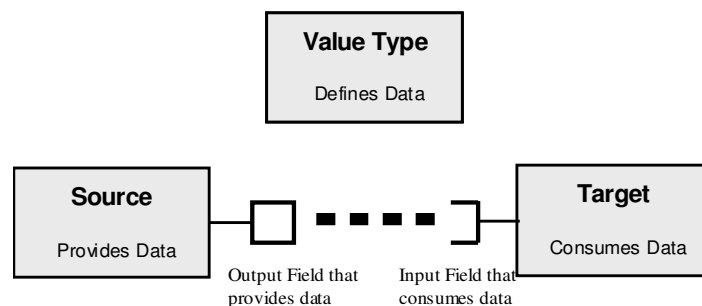 Value Type
Defines Data
Source
Provides Data
Target
Consumes Data
Output Field that
provides data
Input Field that
consumes data